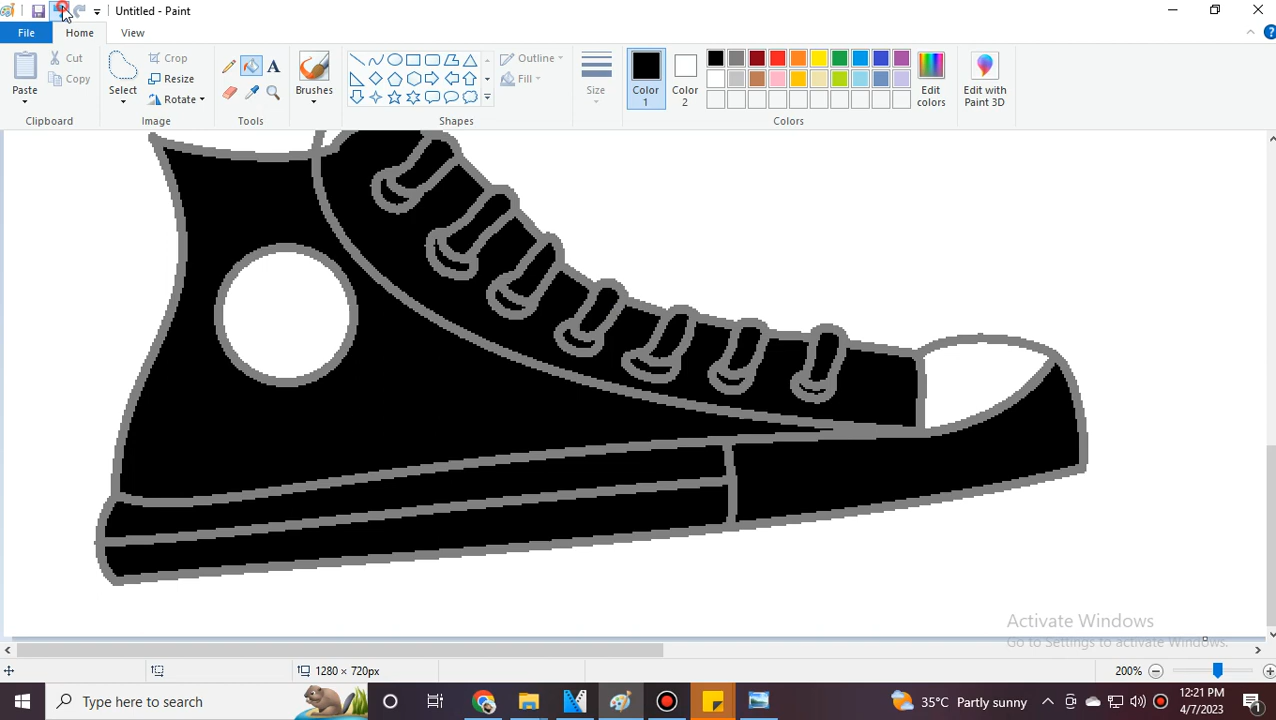 Untitled - Paint
File Home View
Paste
Cut
Copy
Clipboard
Select
Crop
Resize
Rotate
Image
A
Tools
Brushes
Outline
Fill
Shapes
Size
Color 1
Color 2
Edit colors
Colors
Edit with Paint 3D
Activate Windows
Go to Settings to activate Windows.
1280 × 720px
200%
Type here to search
35°C Partly sunny
12:21 PM
4/7/2023
1